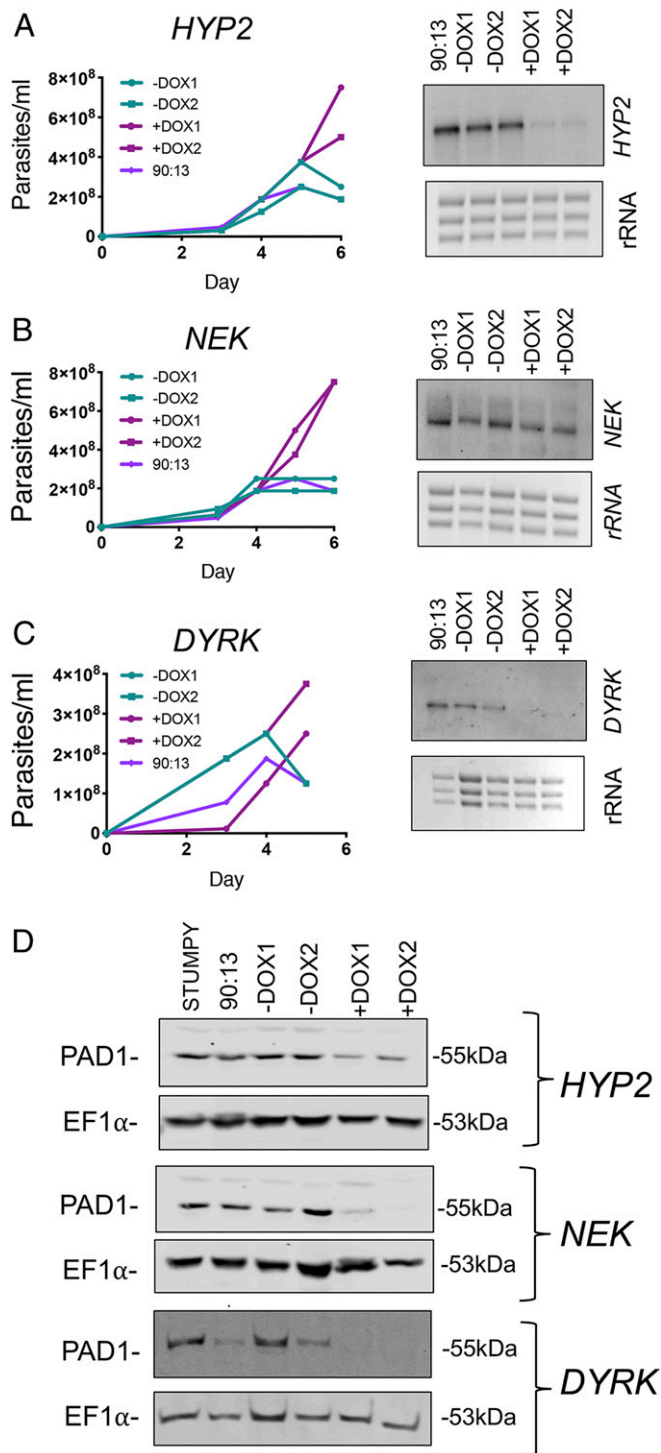 A
HYP2
-DOX1
-DOX2
+DOX1
+DOX2
90:13
Parasites/ml
8×10⁸
6×10⁸
4×10⁸
2×10⁸
0
0 2 4 6
Day
90:13
-DOX1
-DOX2
+DOX1
+DOX2
HYP2
rRNA
B
NEK
-DOX1
-DOX2
+DOX1
+DOX2
90:13
Parasites/ml
8×10⁸
6×10⁸
4×10⁸
2×10⁸
0
0 2 4 6
Day
90:13
-DOX1
-DOX2
+DOX1
+DOX2
NEK
rRNA
C
DYRK
-DOX1
-DOX2
+DOX1
+DOX2
90:13
Parasites/ml
4×10⁸
3×10⁸
2×10⁸
1×10⁸
0
0 2 4 6
Day
90:13
-DOX1
-DOX2
+DOX1
+DOX2
DYRK
rRNA
D
STUMPY
90:13
-DOX1
-DOX2
+DOX1
+DOX2
PAD1- -55kDa
EF1α- -53kDa
HYP2
PAD1- -55kDa
EF1α- -53kDa
NEK
PAD1- -55kDa
EF1α- -53kDa
DYRK